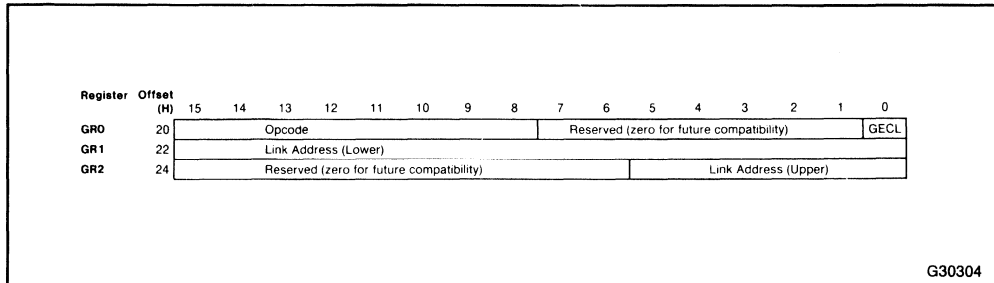 Register Offset
(H) 15 14 13 12 11 10 9 8 7 6 5 4 3 2 1 0
GR0 20 Opcode Reserved (zero for future compatibility) GECL
GR1 22 Link Address (Lower)
GR2 24 Reserved (zero for future compatibility) Link Address (Upper)
G30304